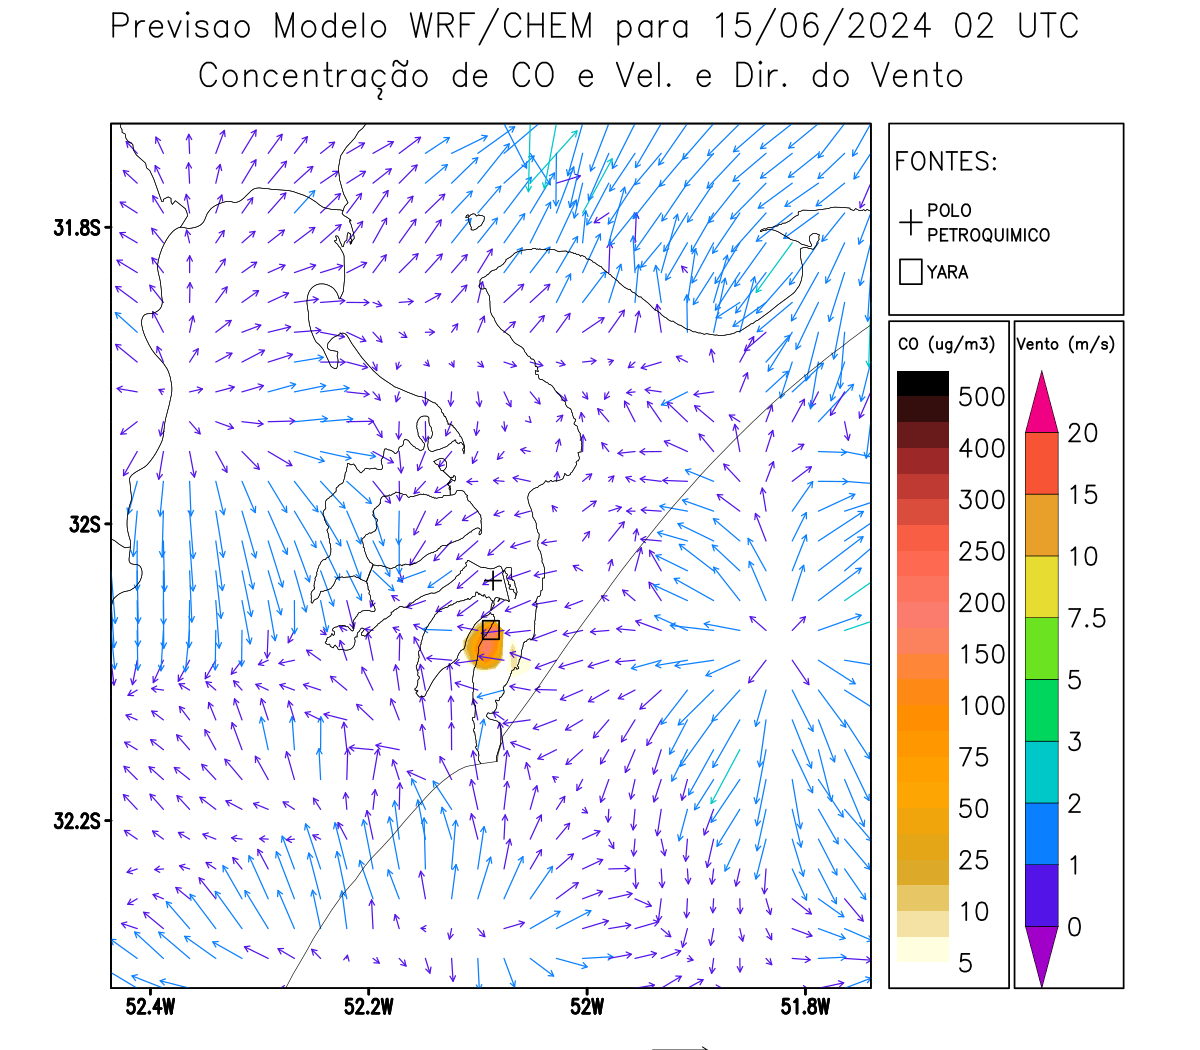 Previsao Modelo WRF/CHEM para 15/06/2024 02 UTC
Concentração de CO e Vel. e Dir. do Vento
FONTES:
POLO
PETROQUIMICO
YARA
CO (ug/m3)
500
400
300
250
200
150
100
75
50
25
10
5
Vento (m/s)
20
15
10
7.5
5
3
2
1
0
31.8S
32S
32.2S
52.4W
52.2W
52W
51.8W